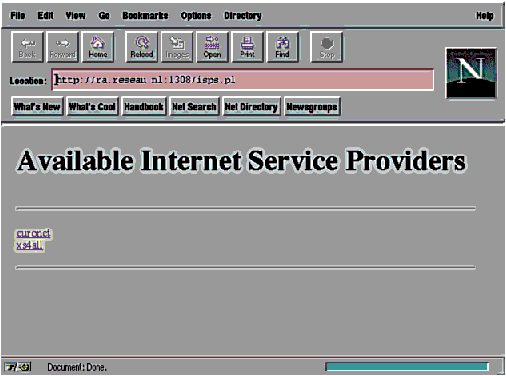 File Edit View Go Bookmarks Options Directory Help
Back Forward Home Reload Images Open Print Find Stop
Location: http://ra.reseau.nl:1308/isps.pl
N
What's New What's Cool Handbook Net Search Net Directory Newsgroups
Available Internet Service Providers
euronet
xs4all
Document: Done.